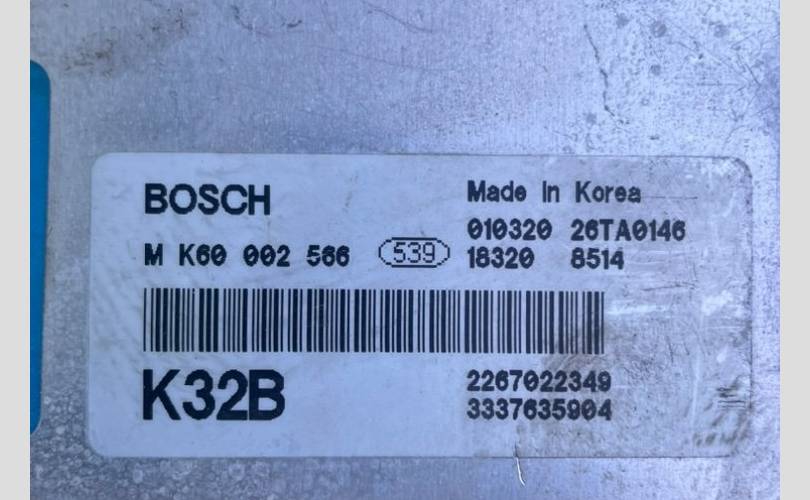 BOSCH
Made In Korea
010320 26TA0146
M K60 002 566 539 18320 8514
K32B
2267022349
3337635904